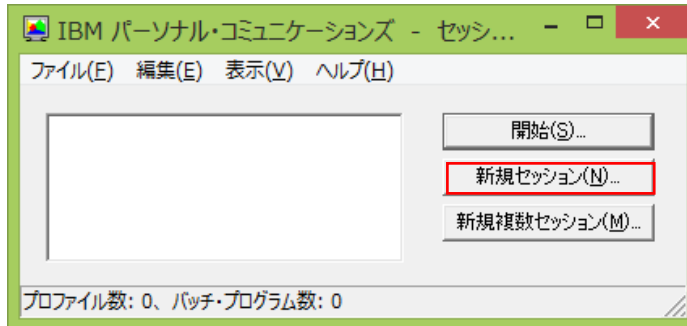 IBM パーソナル・コミュニケーションズ - セッシ...
ファイル(F) 編集(E) 表示(V) ヘルプ(H)
開始(S)...
新規セッション(N)...
新規複数セッション(M)...
プロファイル数: 0、バッチ・プログラム数: 0